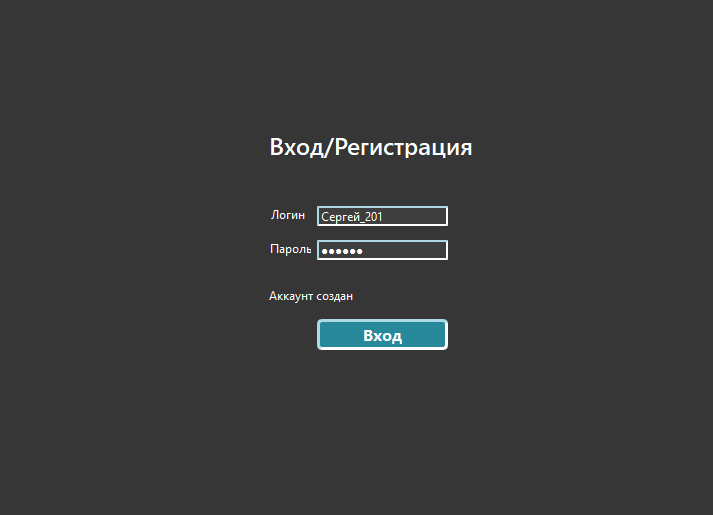 Вход/Регистрация
Логин Сергей_201
Пароль ●●●●●●
Аккаунт создан
Вход